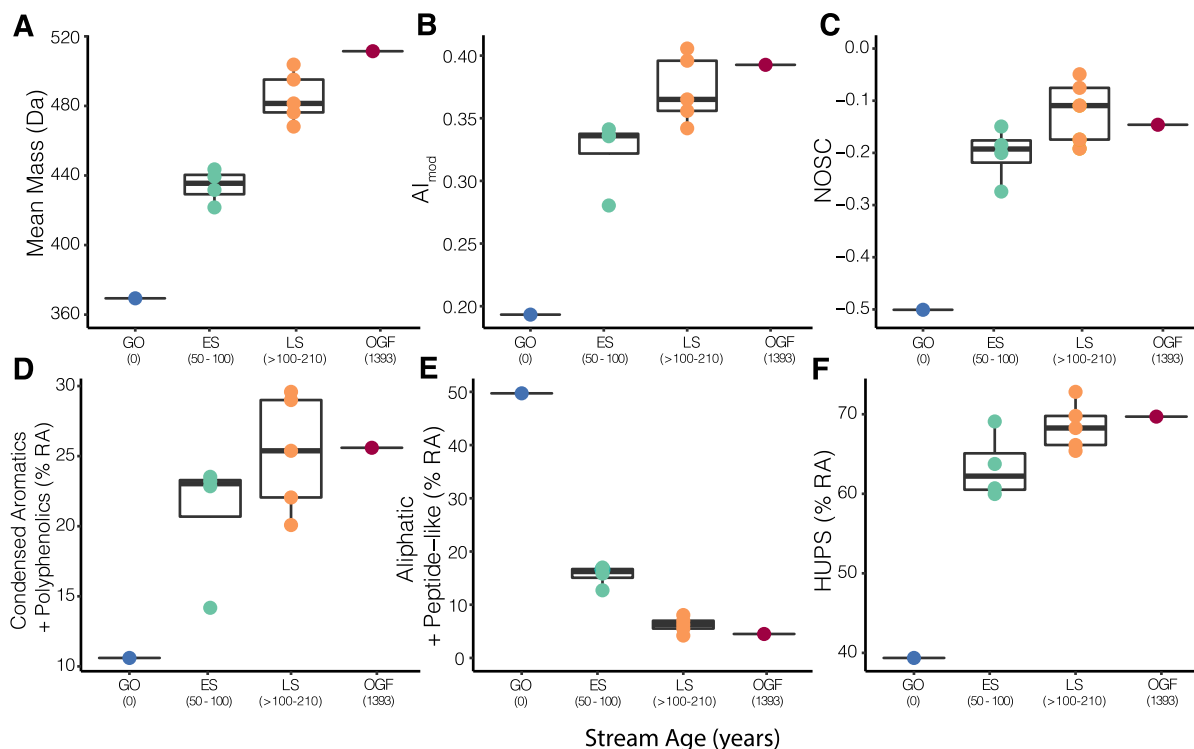 A
B
C
Mean Mass (Da)
520
480
440
400
360
GO
ES
LS
OGF
(0)
(50 - 100)
(>100-210)
(1393)
AImod
0.40
0.35
0.30
0.25
0.20
GO
ES
LS
OGF
(0)
(50 - 100)
(>100-210)
(1393)
NOSC
0.0
−0.1
−0.2
−0.3
−0.4
−0.5
GO
ES
LS
OGF
(0)
(50 - 100)
(>100-210)
(1393)
D
E
F
Condensed Aromatics
+ Polyphenolics (% RA)
30
25
20
15
10
GO
ES
LS
OGF
(0)
(50 - 100)
(>100-210)
(1393)
Aliphatic
+ Peptide−like (% RA)
50
40
30
20
10
0
GO
ES
LS
OGF
(0)
(50 - 100)
(>100-210)
(1393)
HUPS (% RA)
70
60
50
40
GO
ES
LS
OGF
(0)
(50 - 100)
(>100-210)
(1393)
Stream Age (years)